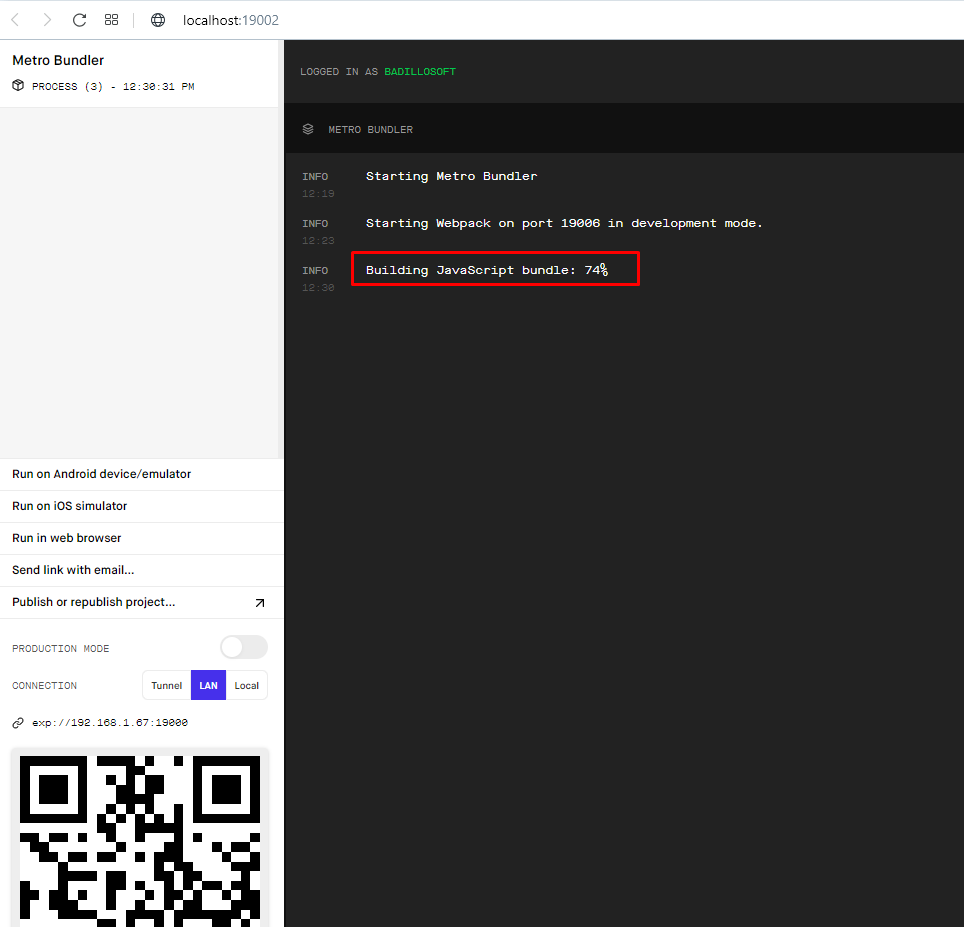 localhost:19002
Metro Bundler
PROCESS (3) - 12:30:31 PM
LOGGED IN AS BADILLOSOFT
METRO BUNDLER
INFO Starting Metro Bundler
12:19
INFO Starting Webpack on port 19006 in development mode.
12:23
INFO Building JavaScript bundle: 74%
12:30
Run on Android device/emulator
Run on iOS simulator
Run in web browser
Send link with email...
Publish or republish project...
PRODUCTION MODE
CONNECTION Tunnel LAN Local
exp://192.168.1.67:19000